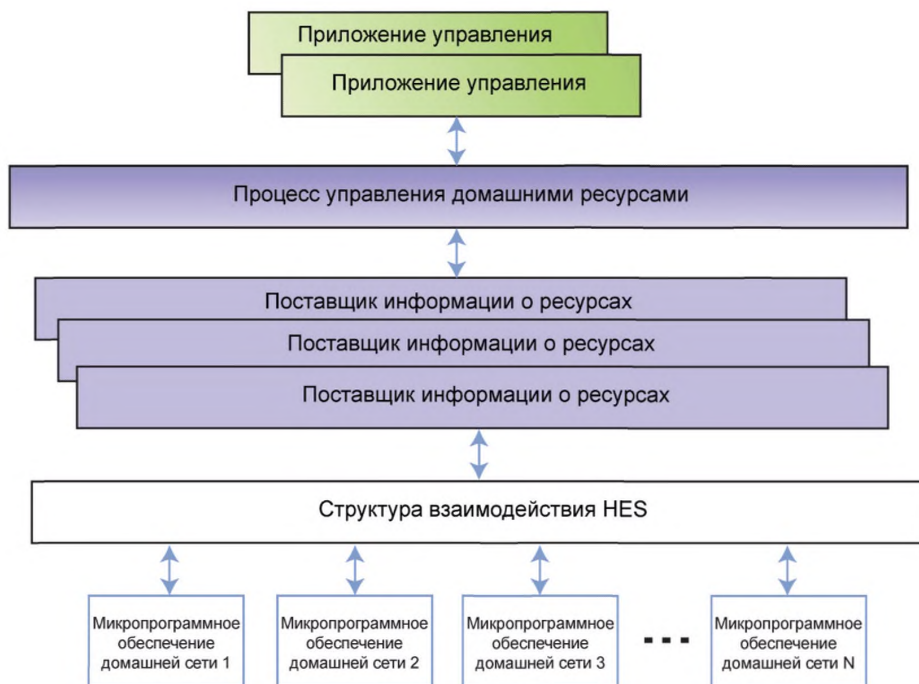 Приложение управления
Приложение управления
Процесс управления домашними ресурсами
Поставщик информации о ресурсах
Поставщик информации о ресурсах
Поставщик информации о ресурсах
Структура взаимодействия HES
Микропрограммное
обеспечение
домашней сети 1
Микропрограммное
обеспечение
домашней сети 2
Микропрограммное
обеспечение
домашней сети 3
Микропрограммное
обеспечение
домашней сети N